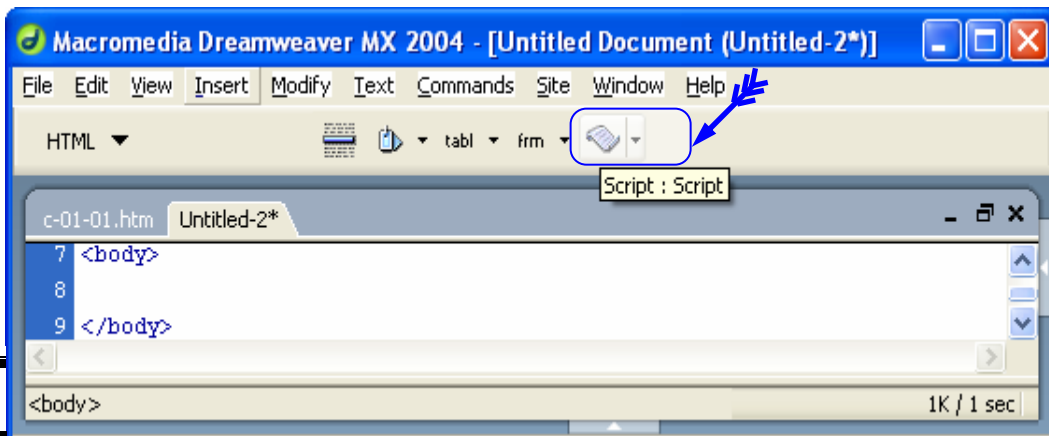 Macromedia Dreamweaver MX 2004 - [Untitled Document (Untitled-2*)]
File Edit View Insert Modify Text Commands Site Window Help
HTML tabl frm
Script : Script
c-01-01.htm Untitled-2*
7 <body>
8
9 </body>
<body> 1K / 1 sec